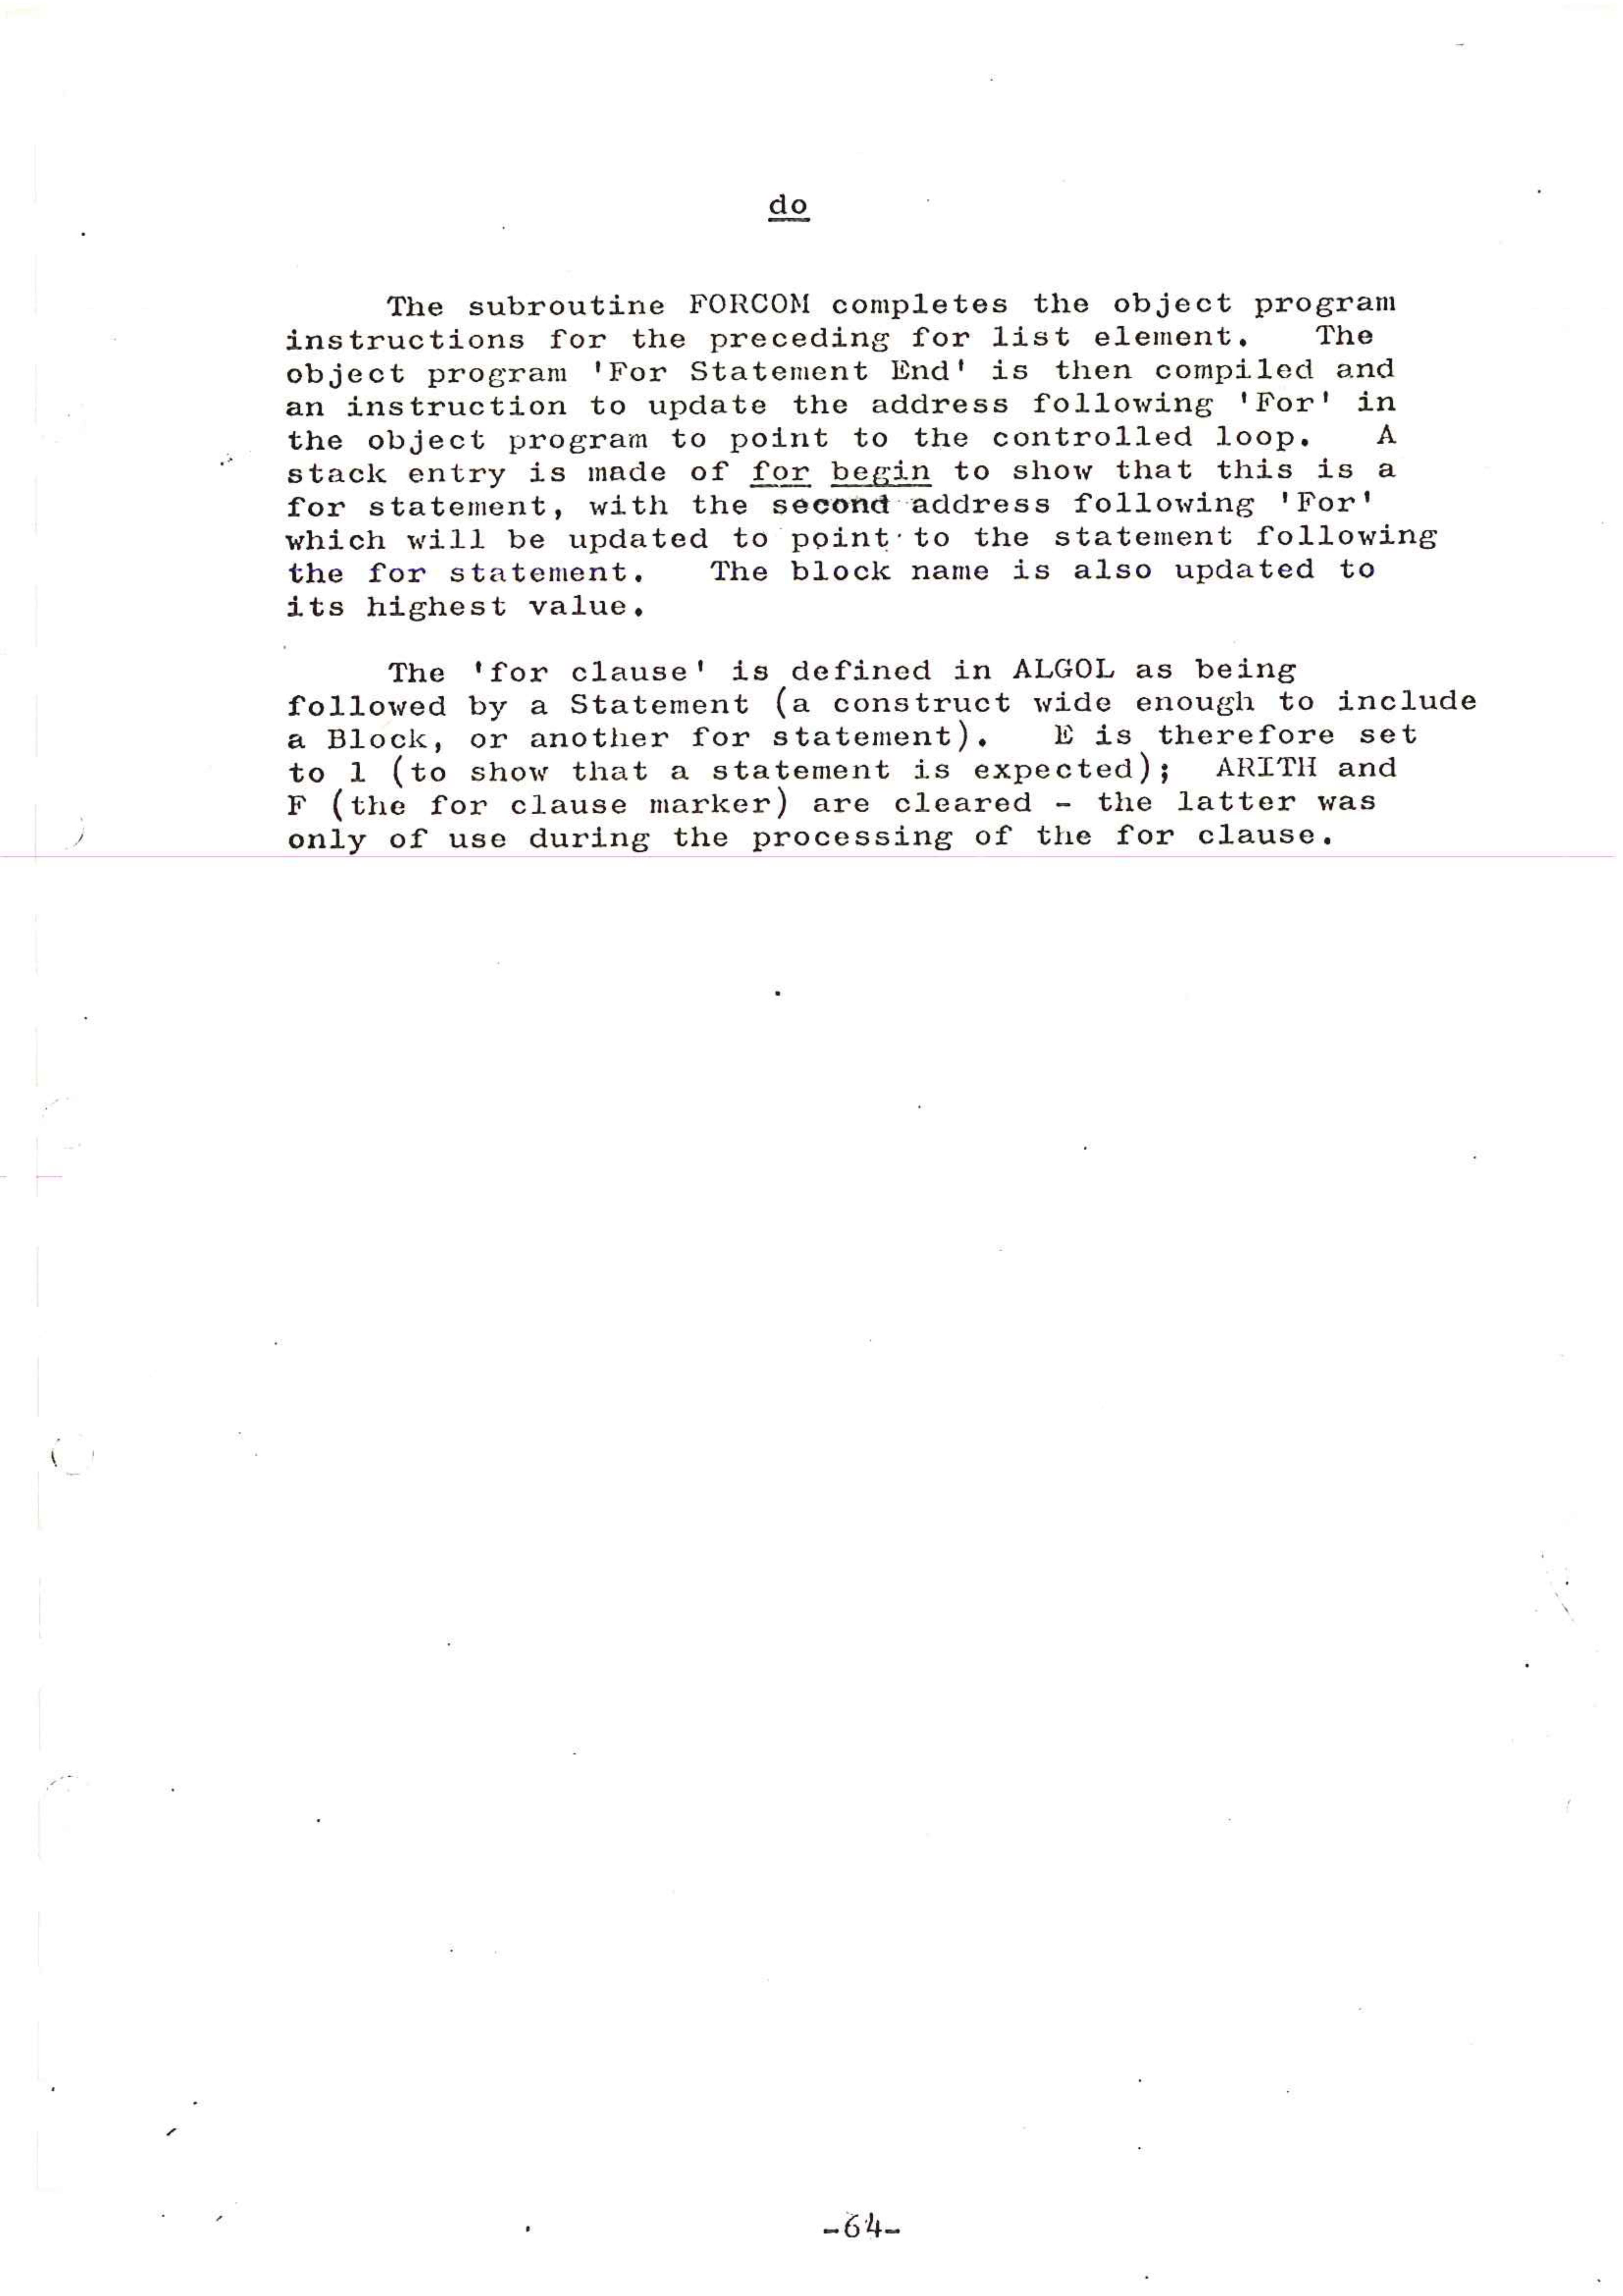 do
The subroutine FORCOM completes the object program
instructions for the preceding for list element. The
object program 'For Statement End' is then compiled and
an instruction to update the address following 'For' in
the object program to point to the controlled loop. A
stack entry is made of for begin to show that this is a
for statement, with the second address following 'For'
which will be updated to point to the statement following
the for statement. The block name is also updated to
its highest value.
The 'for clause' is defined in ALGOL as being
followed by a Statement (a construct wide enough to include
a Block, or another for statement). E is therefore set
to 1 (to show that a statement is expected); ARITH and
F (the for clause marker) are cleared - the latter was
only of use during the processing of the for clause.
-64-